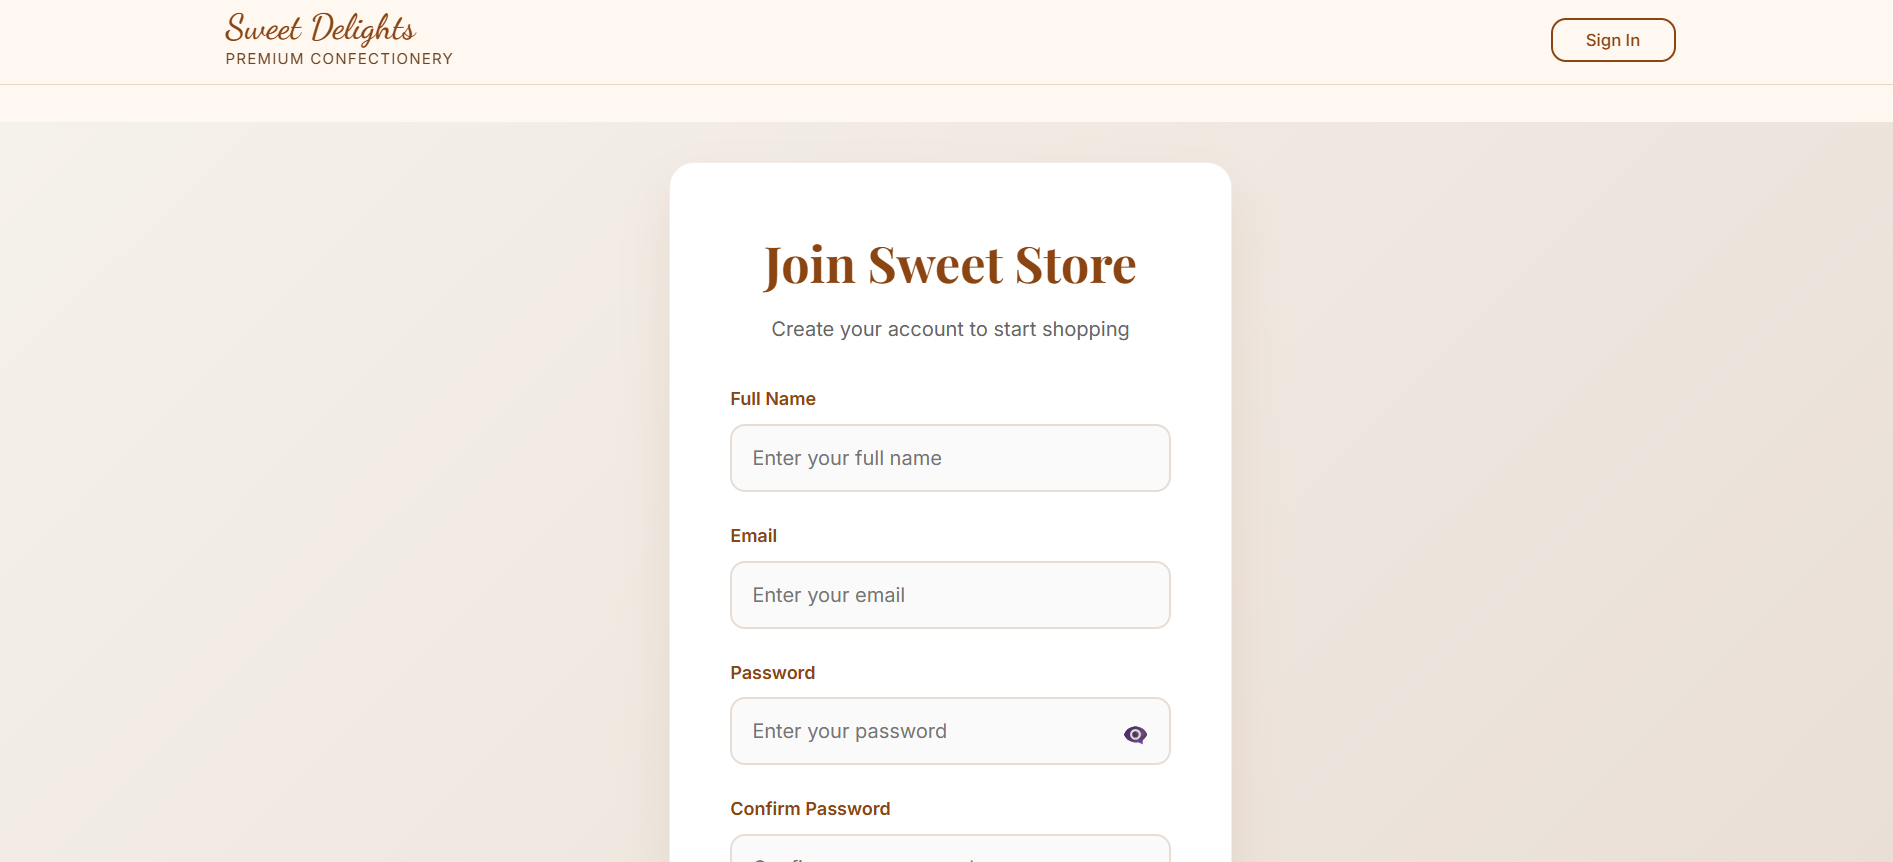 Sweet Delights
PREMIUM CONFECTIONERY
Sign In
Join Sweet Store
Create your account to start shopping
Full Name
Enter your full name
Email
Enter your email
Password
Enter your password
Confirm Password